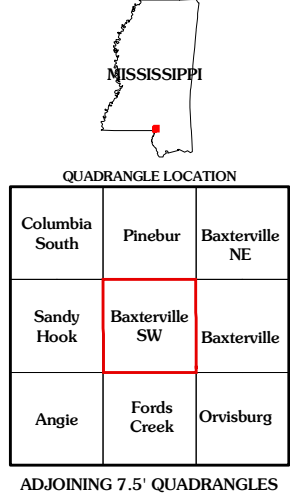 MISSISSIPPI
QUADRANGLE LOCATION
Columbia
South
Pinebur
Baxterville
NE
Sandy
Hook
Baxterville
SW
Baxterville
Angie
Fords
Creek
Orvisburg
ADJOINING 7.5' QUADRANGLES